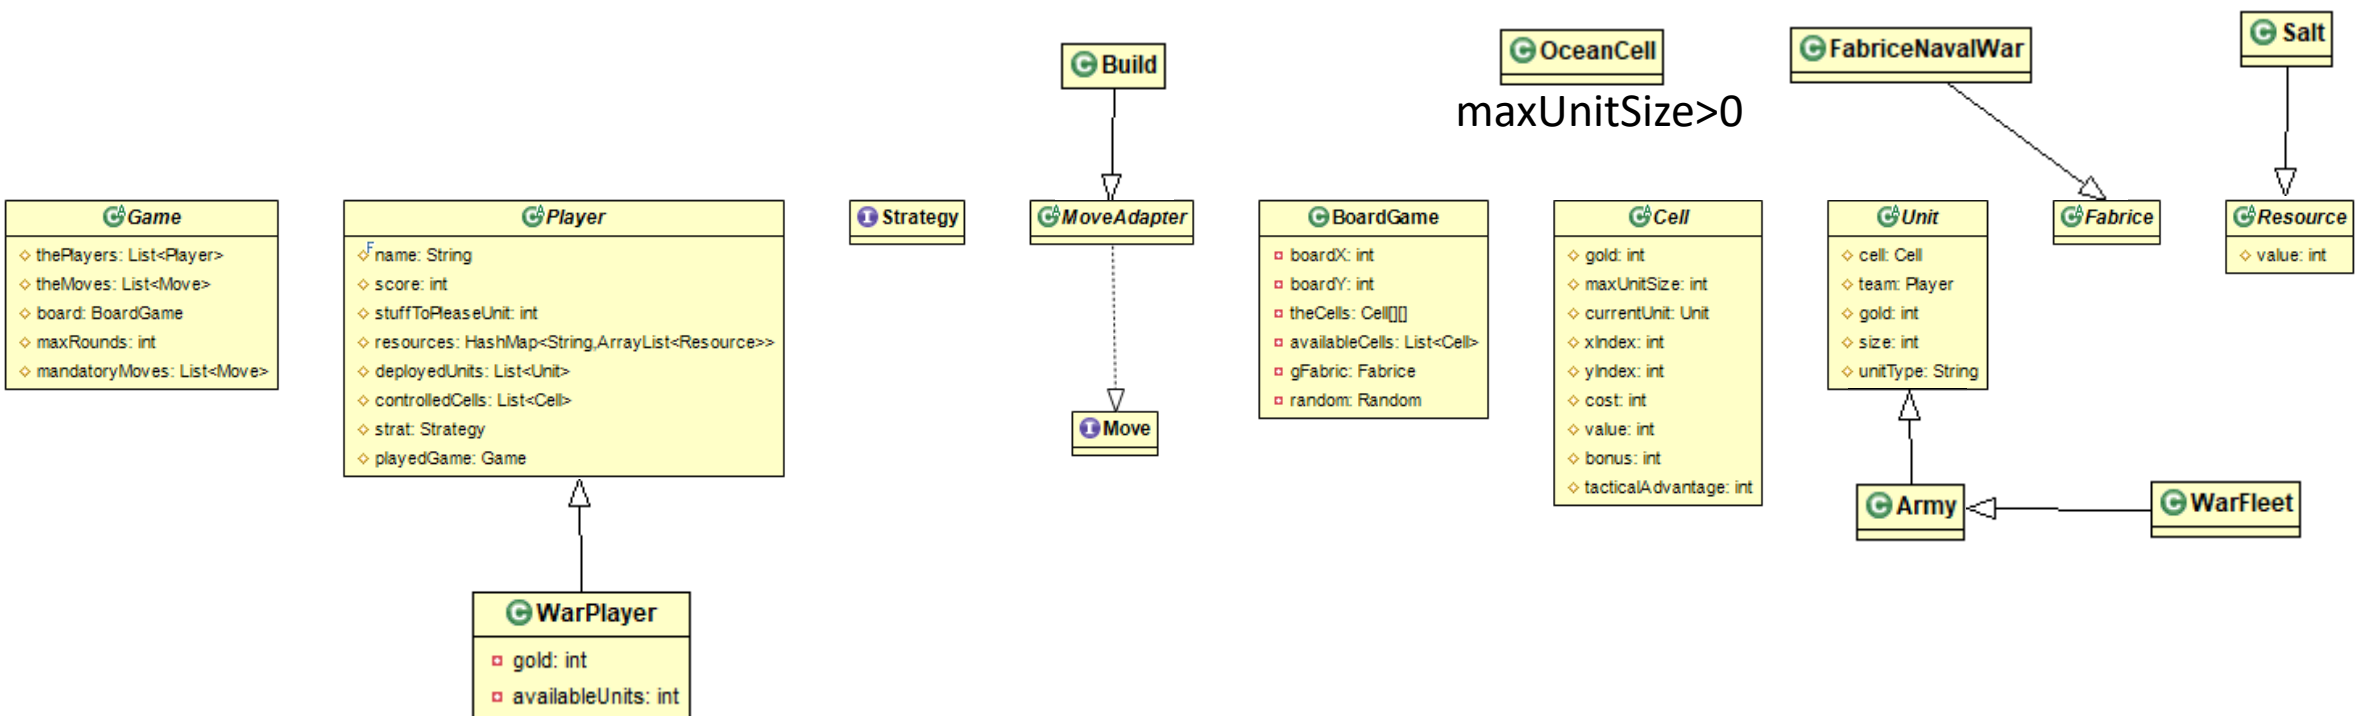 Build
OceanCell
maxUnitSize>0
FabriceNavalWar
Salt
Game
thePlayers: List<Player>
theMoves: List<Move>
board: BoardGame
maxRounds: int
mandatoryMoves: List<Move>
Player
name: String
score: int
stuffToPleaseUnit: int
resources: HashMap<String,ArrayList<Resource>>
deployedUnits: List<Unit>
controlledCells: List<Cell>
strat: Strategy
playedGame: Game
WarPlayer
gold: int
availableUnits: int
Strategy
MoveAdapter
Move
BoardGame
boardX: int
boardY: int
theCells: Cell[][]
availableCells: List<Cell>
gFabric: Fabrice
random: Random
Cell
gold: int
maxUnitSize: int
currentUnit: Unit
xIndex: int
yIndex: int
cost: int
value: int
bonus: int
tacticalAdvantage: int
Unit
cell: Cell
team: Player
gold: int
size: int
unitType: String
Army
WarFleet
Fabrice
Resource
value: int